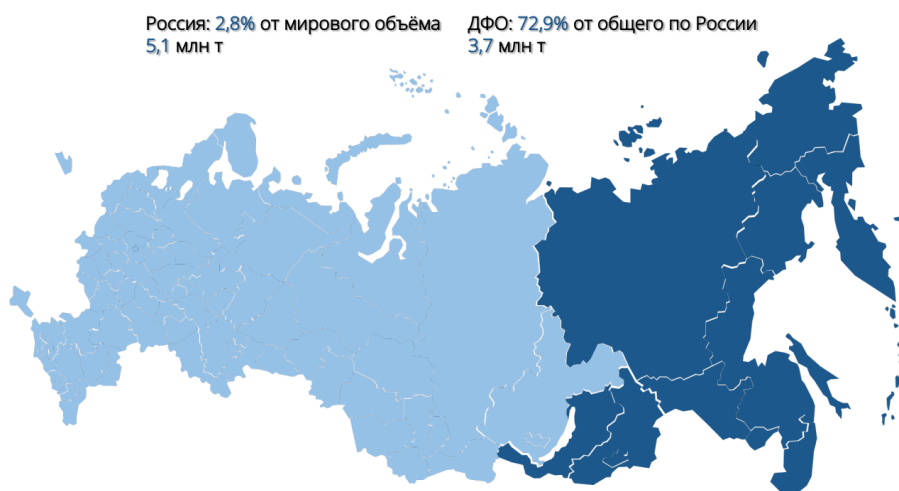 Россия: 2,8% от мирового объёма
5,1 млн т
ДФО: 72,9% от общего по России
3,7 млн т